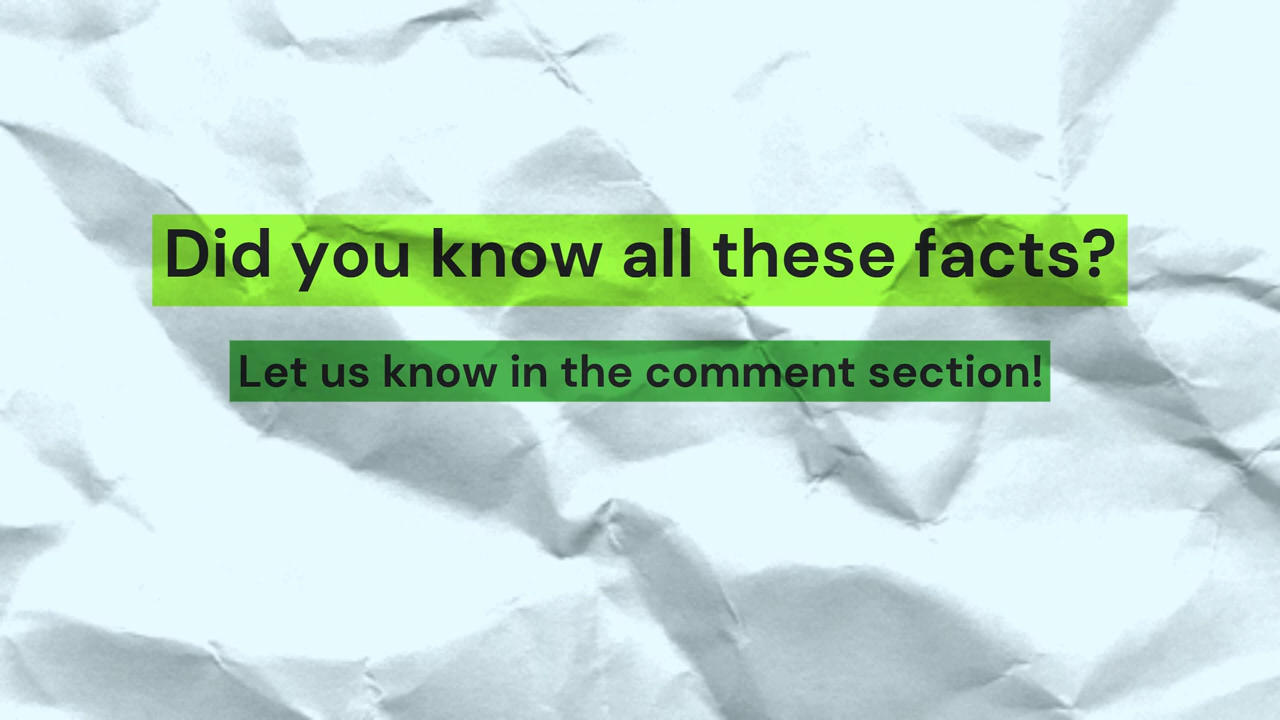 Did you know all these facts?
Let us know in the comment section!